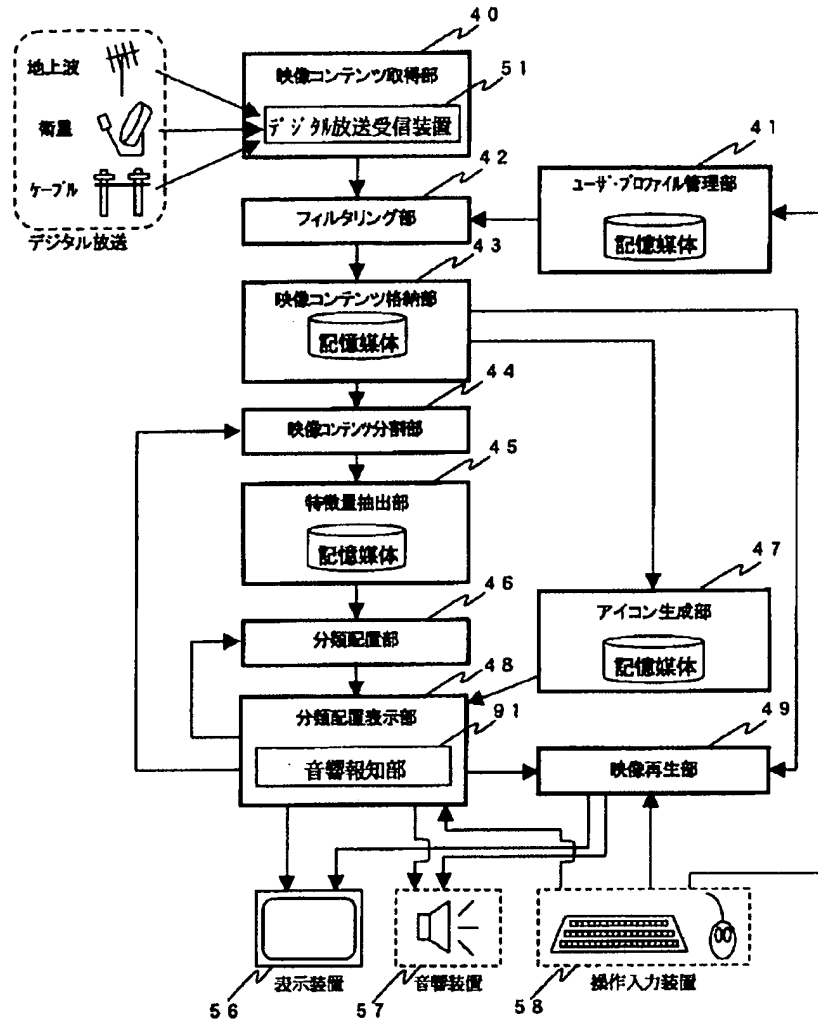 40
地上波
映像コンテンツ取得部
51
デジタル放送受信装置
衛星
41
42
ユーザ・プロファイル管理部
ケーブル
フィルタリング部
記憶媒体
デジタル放送
43
映像コンテンツ格納部
記憶媒体
44
映像コンテンツ分割部
45
特徴量抽出部
記憶媒体
47
46
アイコン生成部
分類配置部
記憶媒体
48
分類配置表示部
91
49
音響報知部
映像再生部
56
表示装置
57
音響装置
58
操作入力装置